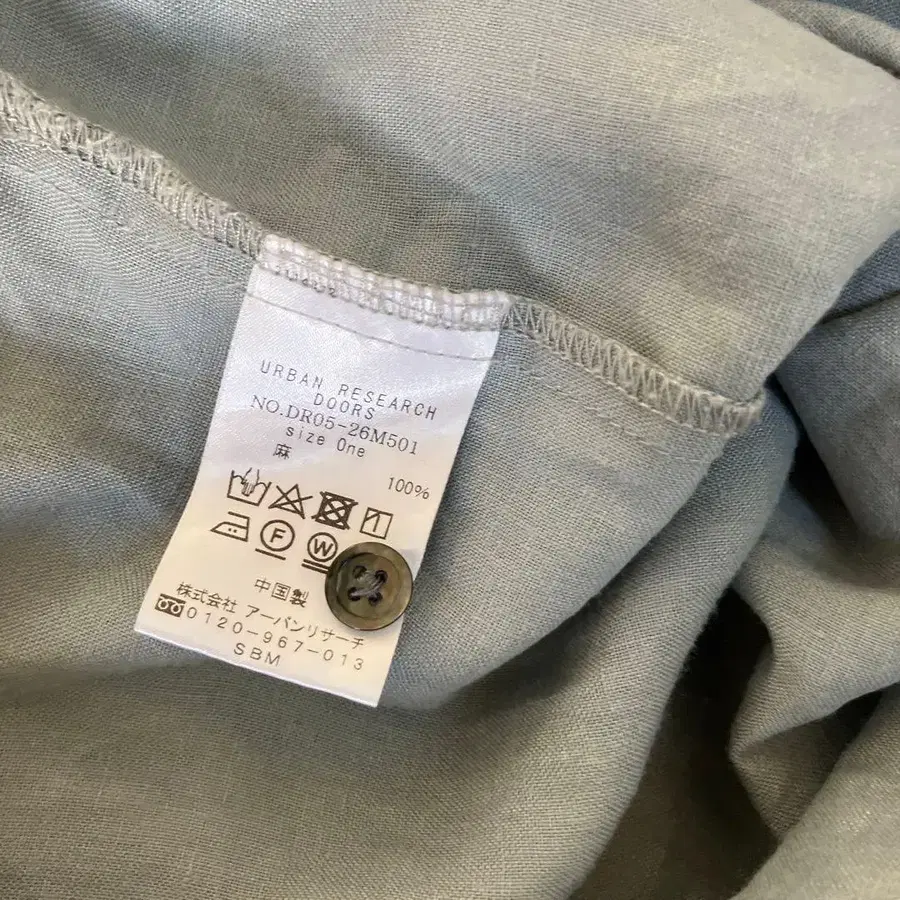 URBAN RESEARCH
DOORS
NO.DR05-26M501
size One
麻 100%
F W
中国製
株式会社 アーバンリサーチ
0120-967-013
SBM